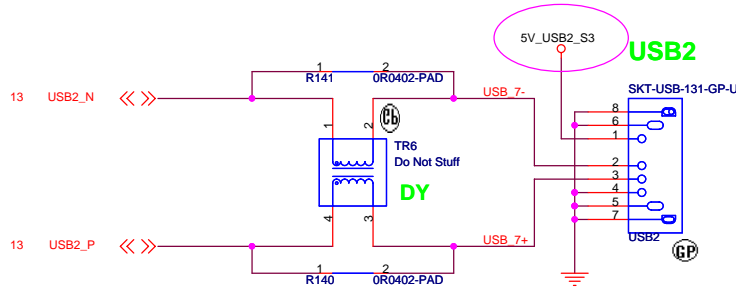 5V_USB2_S3
USB2
1 2
R141 0R0402-PAD
13 USB2_N
USB_7-
SKT-USB-131-GP-U
8
6
1
1 2
TR6
Do Not Stuff
DY
2
3
4
5
7
4 3
13 USB2_P
USB_7+
USB2
GP
1 2
R140 0R0402-PAD